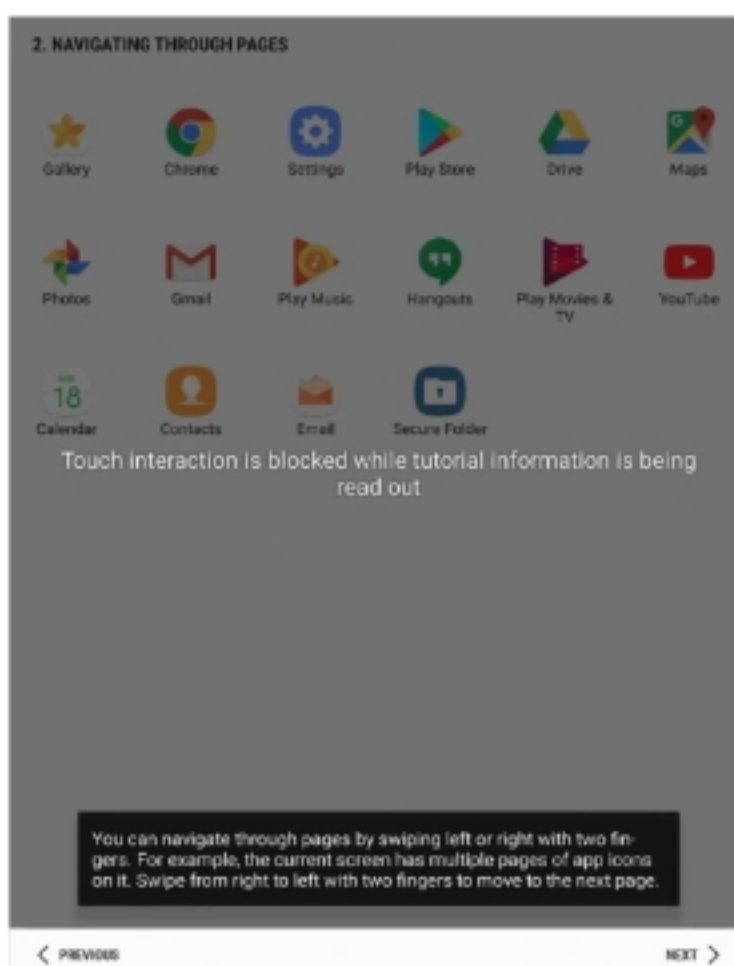 2. NAVIGATING THROUGH PAGES
Gallery Chrome Settings Play Store Drive Maps
Photos Gmail Play Music Hangouts Play Movies & YouTube
TV
18
Calendar Contacts Email Secure Folder
Touch interaction is blocked while tutorial information is being
read out
You can navigate through pages by swiping left or right with two fin-
gers. For example, the current screen has multiple pages of app icons
on it. Swipe from right to left with two fingers to move to the next page.
PREVIOUS NEXT